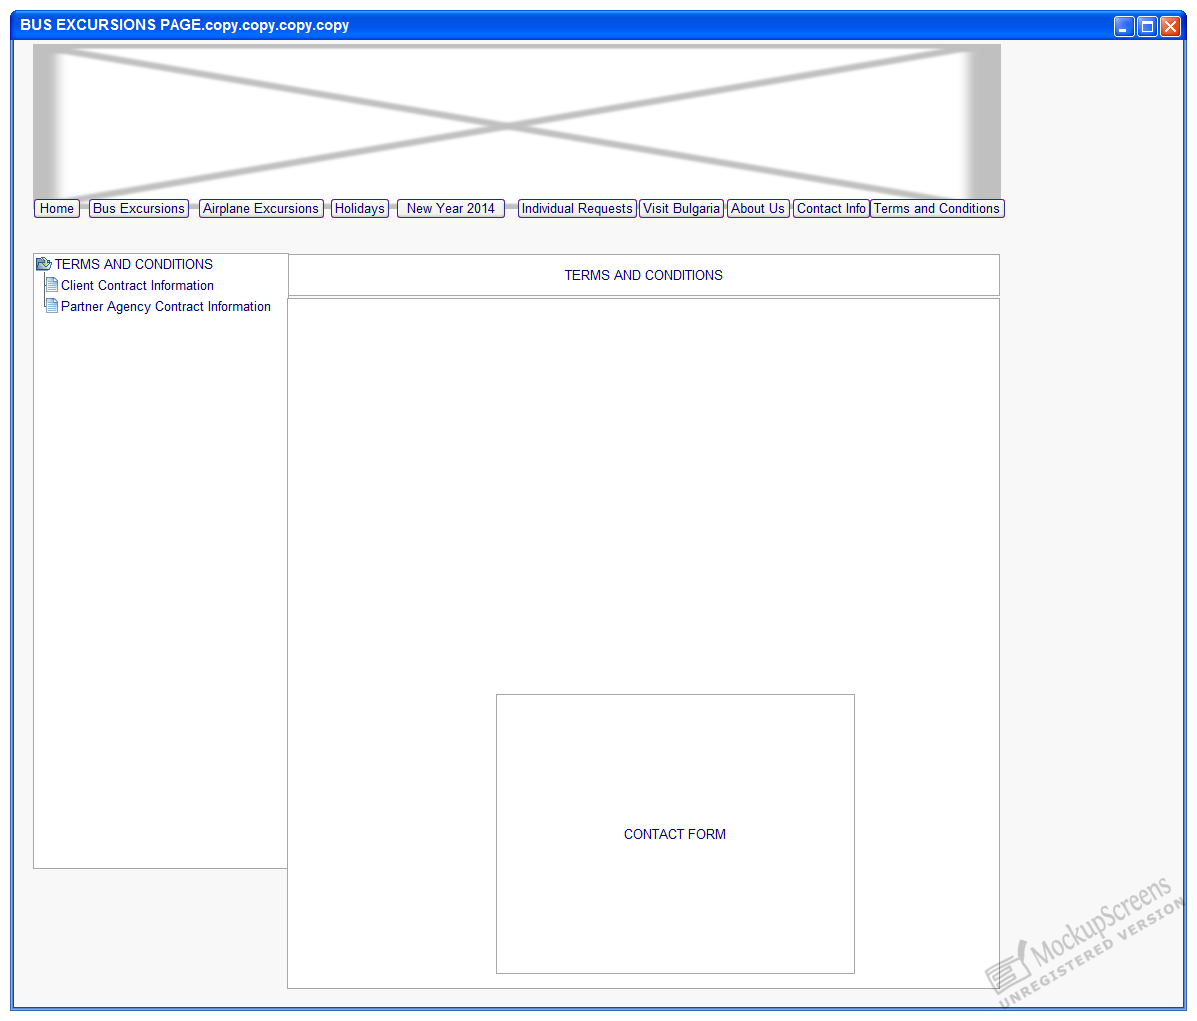 BUS EXCURSIONS PAGE.copy.copy.copy.copy
Home Bus Excursions Airplane Excursions Holidays New Year 2014 Individual Requests Visit Bulgaria About Us Contact Info Terms and Conditions
TERMS AND CONDITIONS
Client Contract Information
Partner Agency Contract Information
TERMS AND CONDITIONS
CONTACT FORM
MockupScreens
UNREGISTERED VERSION